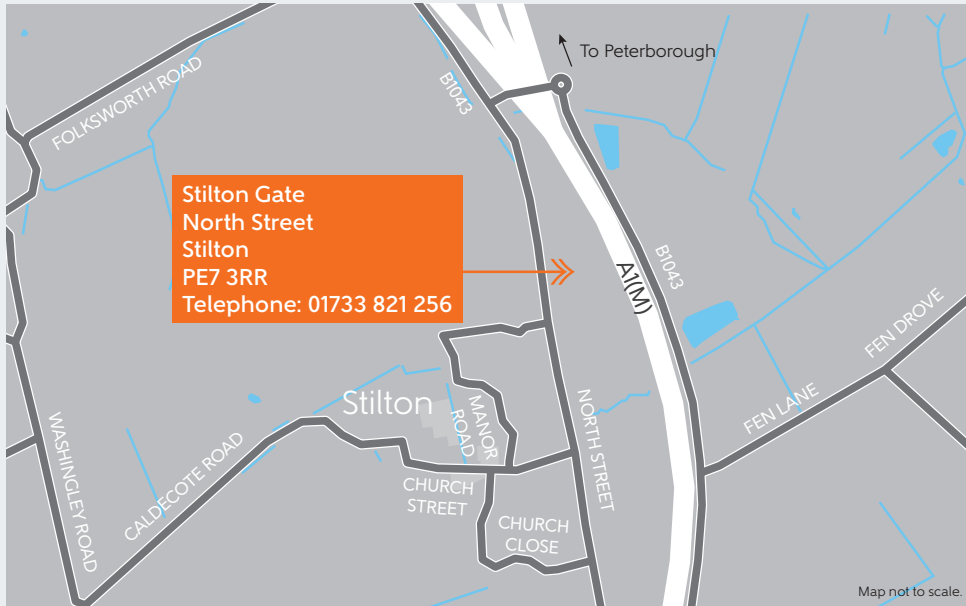 To Peterborough
FOLKSWORTH ROAD
B1043
Stilton Gate
North Street
Stilton
PE7 3RR
Telephone: 01733 821 256
A1(M)
B1043
FEN DROVE
FEN LANE
Stilton
MANOR
ROAD
NORTH STREET
WASHINGLEY ROAD
CALDECOTE ROAD
CHURCH
STREET
CHURCH
CLOSE
Map not to scale.